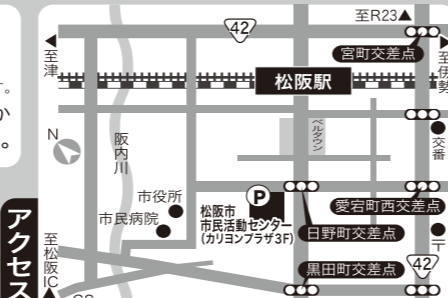 至R23▲
42
宮町交差点
◀至津
至伊勢
松阪駅
す。
か
。
N
阪内川
ベルタウン
交番
市役所
市民病院
P
松阪市
市民活動センター
(カリヨンプラザ3F)
愛宕町西交差点
日野町交差点
〒
アクセス
至松阪IC
黒田町交差点
42